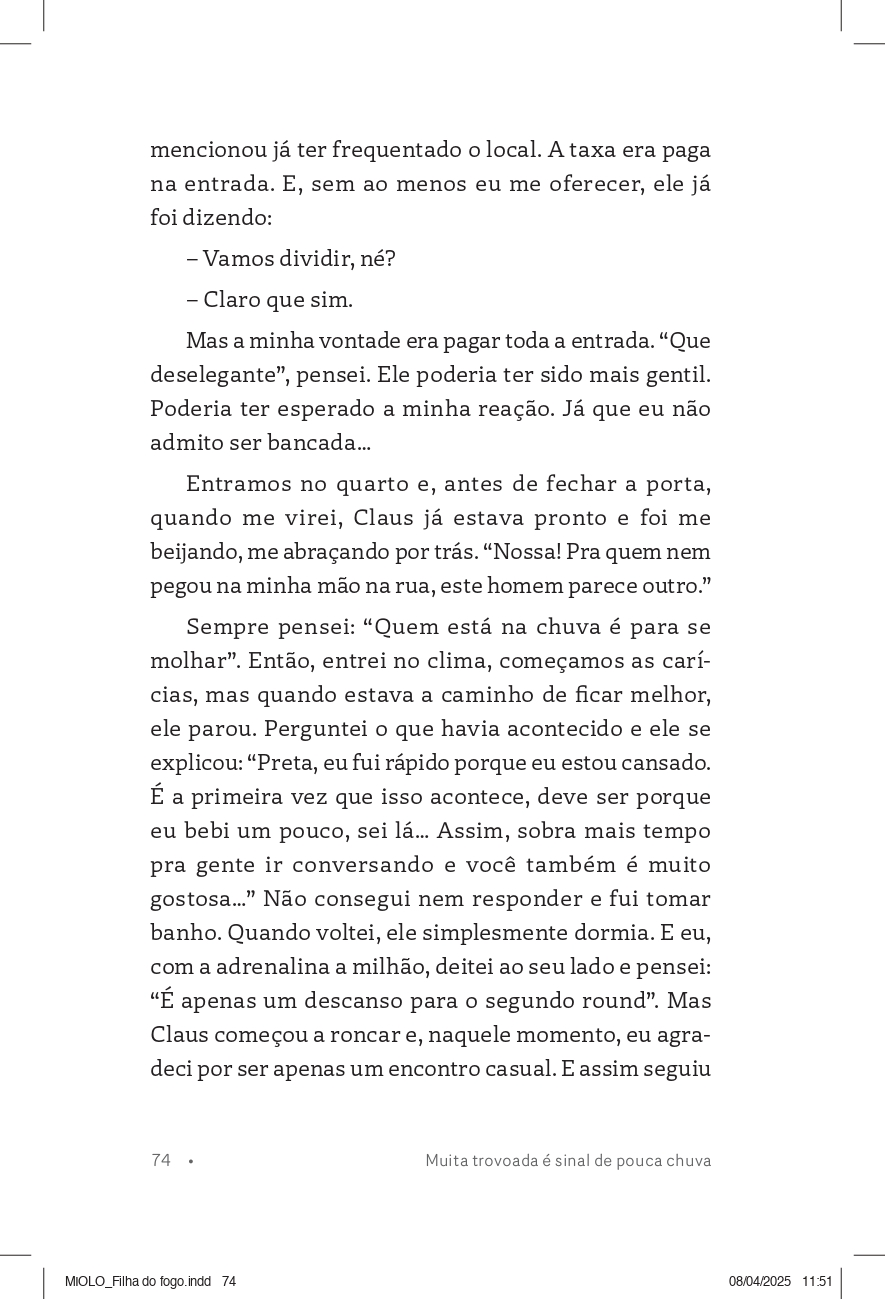 mencionou já ter frequentado o local. A taxa era paga
na entrada. E, sem ao menos eu me oferecer, ele já
foi dizendo:
– Vamos dividir, né?
– Claro que sim.
Mas a minha vontade era pagar toda a entrada. “Que
deselegante”, pensei. Ele poderia ter sido mais gentil.
Poderia ter esperado a minha reação. Já que eu não
admito ser bancada...
Entramos no quarto e, antes de fechar a porta,
quando me virei, Claus já estava pronto e foi me
beijando, me abraçando por trás. “Nossa! Pra quem nem
pegou na minha mão na rua, este homem parece outro.”
Sempre pensei: “Quem está na chuva é para se
molhar”. Então, entrei no clima, começamos as carí-
cias, mas quando estava a caminho de ficar melhor,
ele parou. Perguntei o que havia acontecido e ele se
explicou: “Preta, eu fui rápido porque eu estou cansado.
É a primeira vez que isso acontece, deve ser porque
eu bebi um pouco, sei lá... Assim, sobra mais tempo
pra gente ir conversando e você também é muito
gostosa...” Não consegui nem responder e fui tomar
banho. Quando voltei, ele simplesmente dormia. E eu,
com a adrenalina a milhão, deitei ao seu lado e pensei:
“É apenas um descanso para o segundo round”. Mas
Claus começou a roncar e, naquele momento, eu agra-
deci por ser apenas um encontro casual. E assim seguiu
74 • Muita trovoada é sinal de pouca chuva
MIOLO_Filha do fogo.indd 74 08/04/2025 11:51